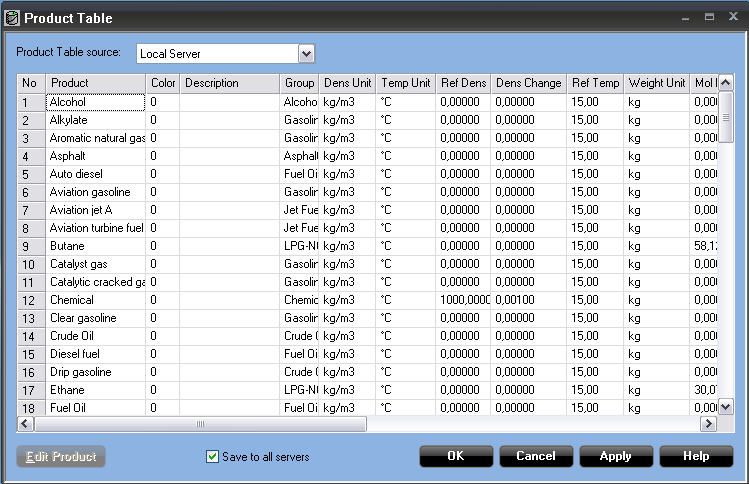 Product Table
Product Table source: Local Server
No Product Color Description Group Dens Unit Temp Unit Ref Dens Dens Change Ref Temp Weight Unit Mol
1 Alcohol 0 Alcoho kg/m3 °C 0,00000 0,00000 15,00 kg 0,00
2 Alkylate 0 Gasolin kg/m3 °C 0,00000 0,00000 15,00 kg 0,00
3 Aromatic natural gas 0 Gasolin kg/m3 °C 0,00000 0,00000 15,00 kg 0,00
4 Asphalt 0 Asphalt kg/m3 °C 0,00000 0,00000 15,00 kg 0,00
5 Auto diesel 0 Fuel Oi kg/m3 °C 0,00000 0,00000 15,00 kg 0,00
6 Aviation gasoline 0 Gasolin kg/m3 °C 0,00000 0,00000 15,00 kg 0,00
7 Aviation jet A 0 Jet Fue kg/m3 °C 0,00000 0,00000 15,00 kg 0,00
8 Aviation turbine fuel 0 Jet Fue kg/m3 °C 0,00000 0,00000 15,00 kg 0,00
9 Butane 0 LPG-N kg/m3 °C 0,00000 0,00000 15,00 kg 58,12
10 Catalyst gas 0 Gasolin kg/m3 °C 0,00000 0,00000 15,00 kg 0,00
11 Catalytic cracked ga 0 Gasolin kg/m3 °C 0,00000 0,00000 15,00 kg 0,00
12 Chemical 0 Chemic kg/m3 °C 1000,0000 0,00100 15,00 kg 0,00
13 Clear gasoline 0 Gasolin kg/m3 °C 0,00000 0,00000 15,00 kg 0,00
14 Crude Oil 0 Crude O kg/m3 °C 0,00000 0,00000 15,00 kg 0,00
15 Diesel fuel 0 Fuel Oi kg/m3 °C 0,00000 0,00000 15,00 kg 0,00
16 Drip gasoline 0 Crude O kg/m3 °C 0,00000 0,00000 15,00 kg 0,00
17 Ethane 0 LPG-N kg/m3 °C 0,00000 0,00000 15,00 kg 30,07
18 Fuel Oil 0 Fuel Oi kg/m3 °C 0,00000 0,00000 15,00 kg 0,00
Edit Product Save to all servers OK Cancel Apply Help